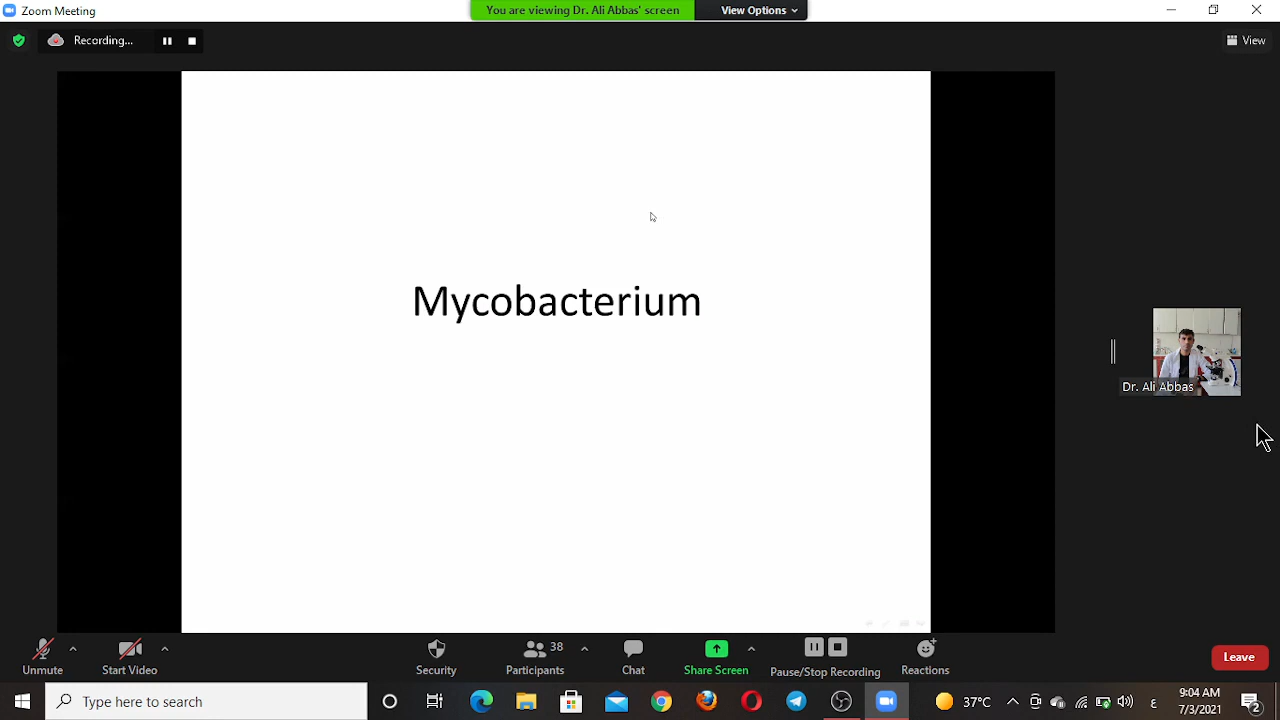 Zoom Meeting
You are viewing Dr. Ali Abbas' screen
View Options
Recording...
View
Mycobacterium
Dr. Ali Abbas
Unmute
Start Video
Security
38
Participants
Chat
Share Screen
Pause/Stop Recording
Reactions
Leave
Type here to search
37°C
ع
9:04 AM
7/3/2021
2